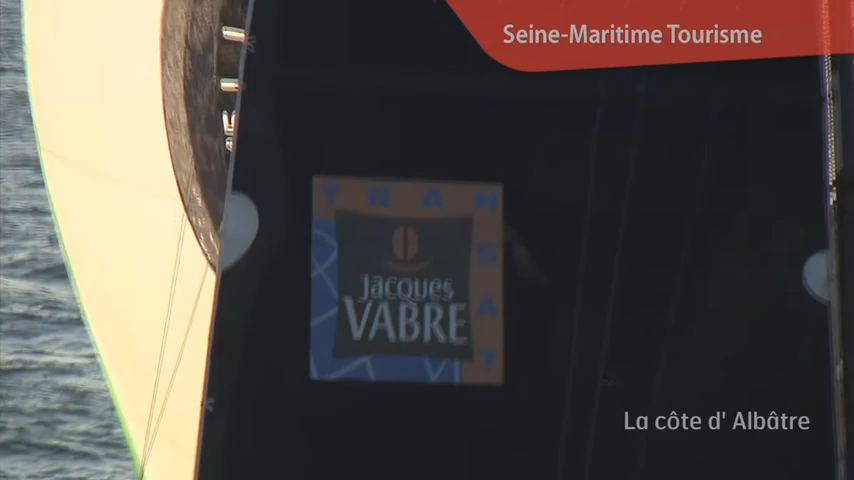 Seine-Maritime Tourisme
TRANSAT
Jacques
VABRE
La côte d' Albâtre